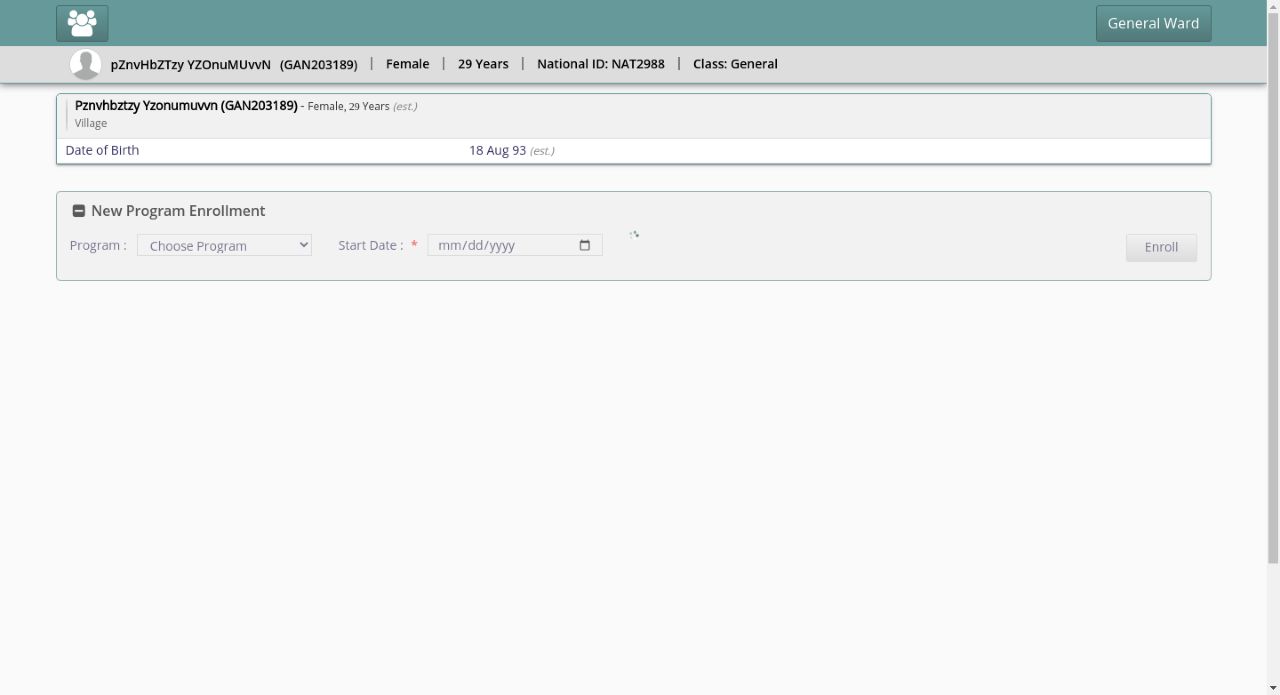 General Ward
pZnvHbZTzy YZOnuMUvvN (GAN203189) | Female | 29 Years | National ID: NAT2988 | Class: General
Pznvhbztzy Yzonumuvvn (GAN203189) - Female, 29 Years (est.)
Village
Date of Birth 18 Aug 93 (est.)
New Program Enrollment
Program : Choose Program Start Date : * mm/dd/yyyy Enroll